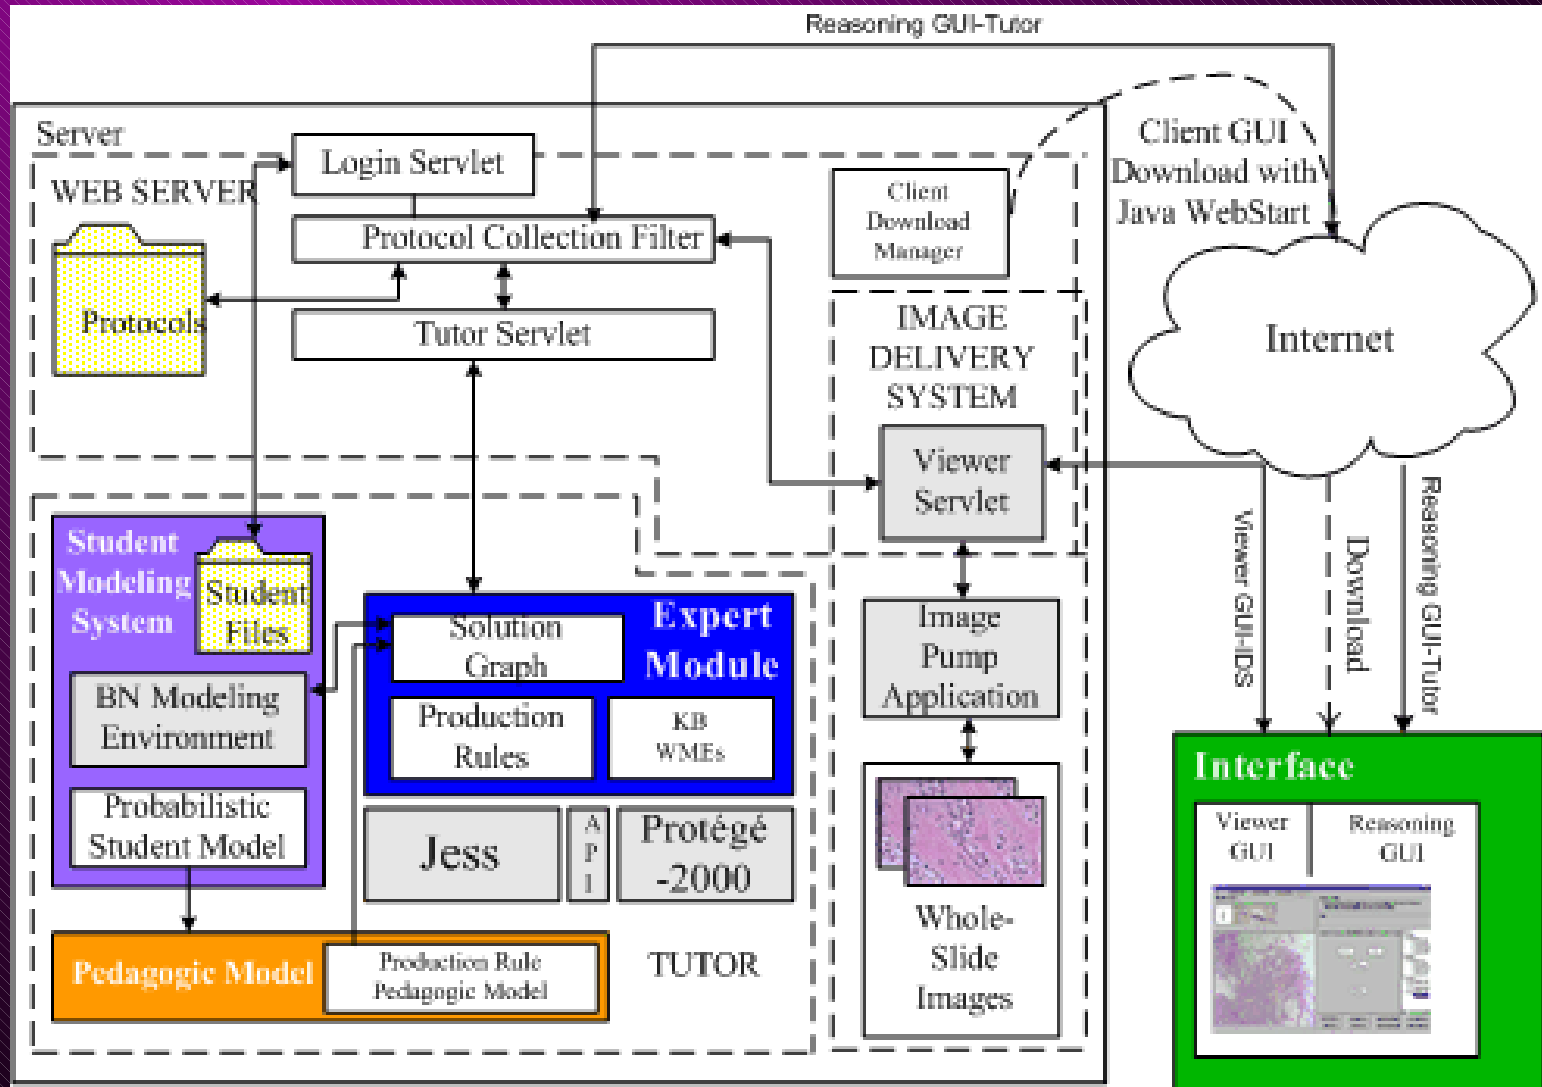 Reasoning GUI-Tutor
Server
WEB SERVER
Login Servlet
Protocol Collection Filter
Protocols
Tutor Servlet
Client
Download
Manager
Client GUI
Download with
Java WebStart
IMAGE
DELIVERY
SYSTEM
Internet
Viewer
Servlet
Viewer GUI-IDS
Download
Reasoning GUI-Tutor
Student
Modeling
System
Student
Files
BN Modeling
Environment
Probabilistic
Student Model
Solution
Graph
Expert
Module
Production
Rules
KB
WMEs
Jess
A
P
I
Protégé
-2000
Pedagogic Model
Production Rule
Pedagogic Model
TUTOR
Image
Pump
Application
Whole-
Slide
Images
Interface
Viewer
GUI
Reasoning
GUI